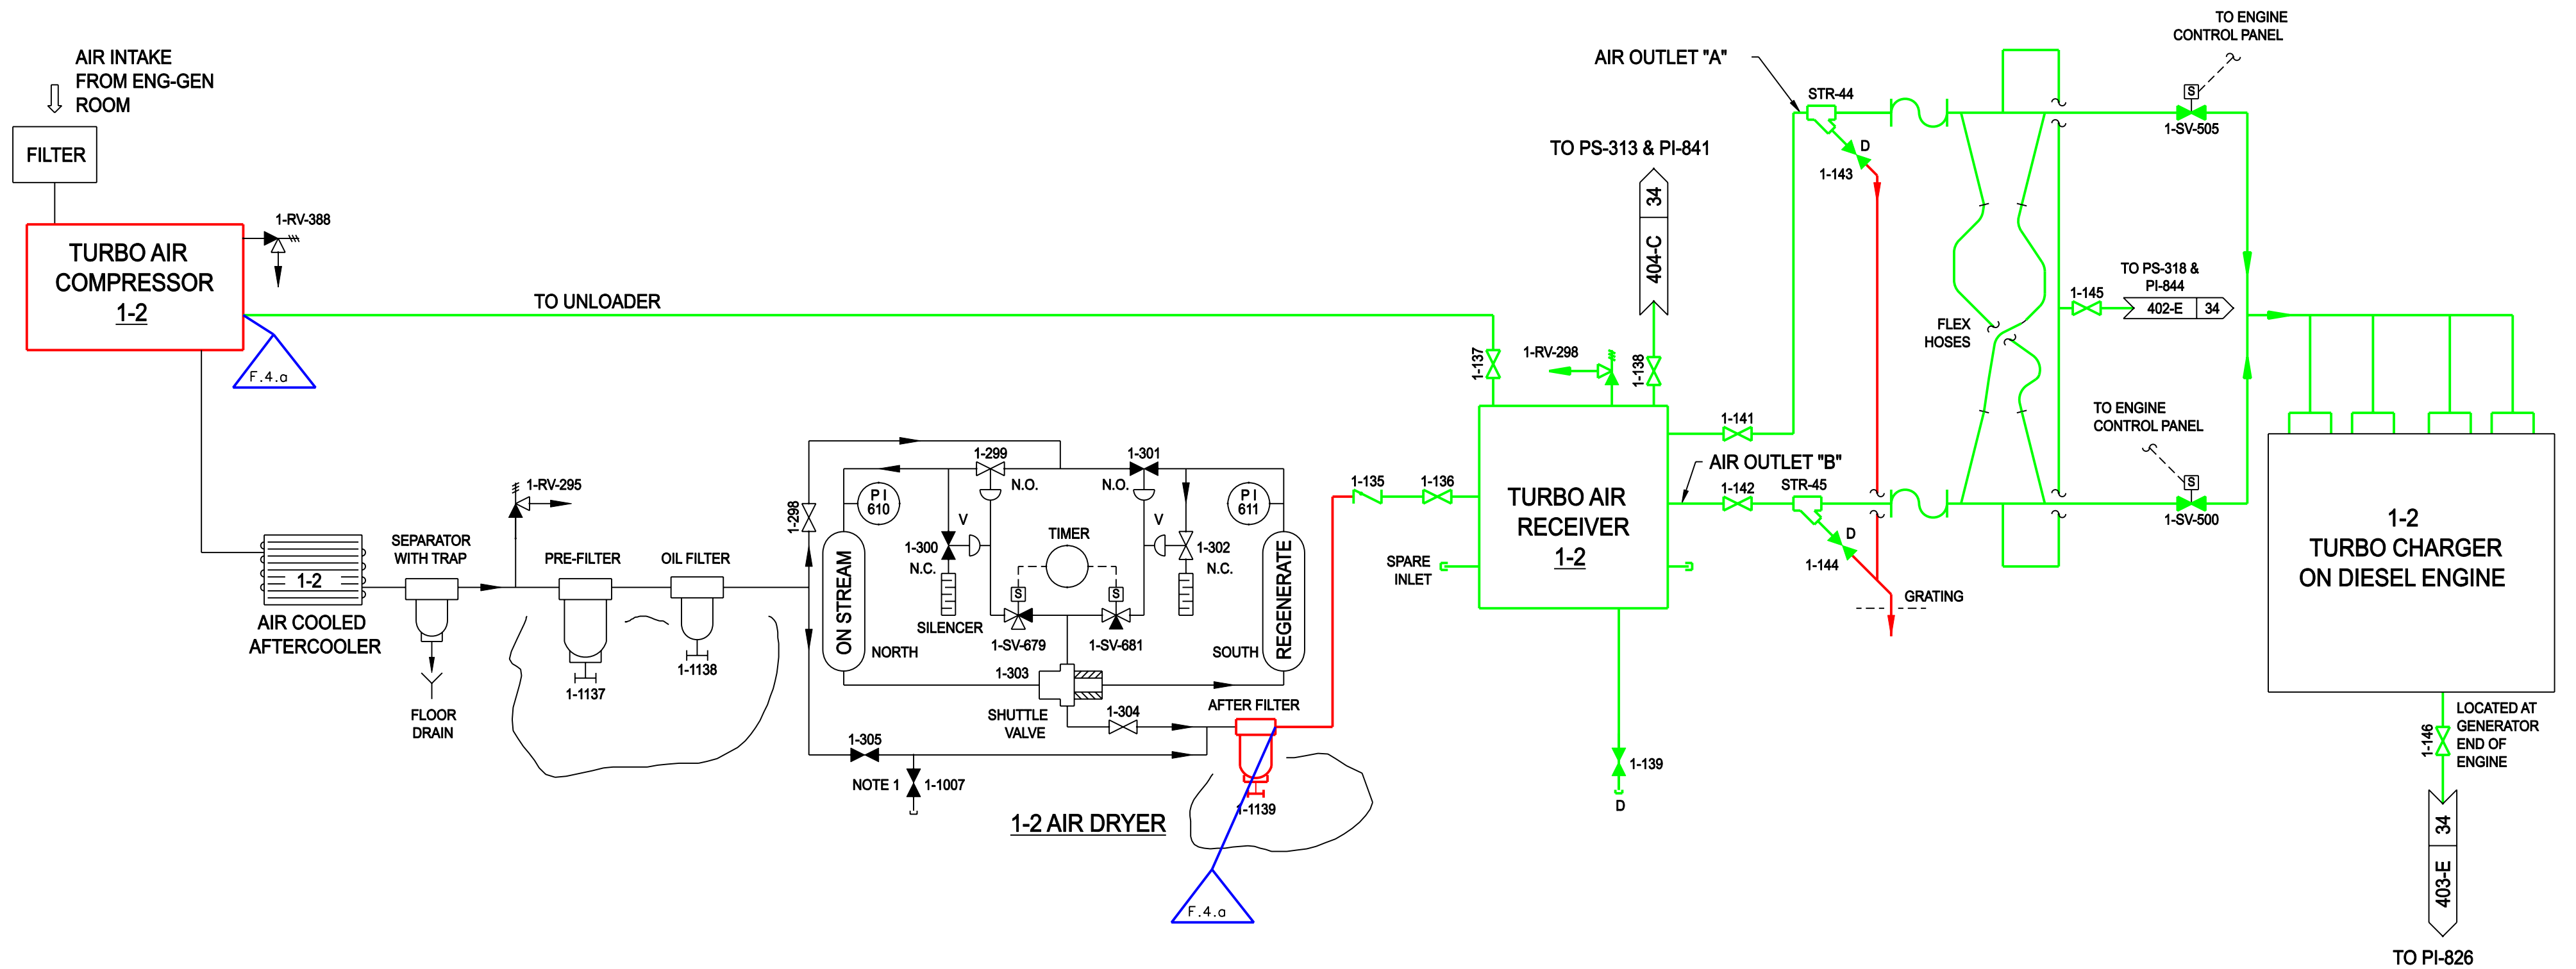 AIR INTAKE
FROM ENG-GEN
ROOM
FILTER
TURBO AIR
COMPRESSOR
1-2
1-RV-388
F.4.a
TO UNLOADER
1-2
AIR COOLED
AFTERCOOLER
SEPARATOR
WITH TRAP
FLOOR
DRAIN
1-RV-295
PRE-FILTER
1-1137
OIL FILTER
1-1138
1-298
1-299
N.O.
1-301
N.O.
PI
610
PI
611
V
V
1-300
N.C.
1-302
N.C.
TIMER
S
S
SILENCER
1-SV-679
1-SV-681
ON STREAM
NORTH
REGENERATE
SOUTH
1-303
SHUTTLE
VALVE
1-304
AFTER FILTER
1-305
NOTE 1
1-1007
1-1139
1-2 AIR DRYER
F.4.a
1-135
1-136
1-137
1-RV-298
1-138
TO PS-313 & PI-841
34
404-C
TURBO AIR
RECEIVER
1-2
SPARE
INLET
1-139
D
1-141
AIR OUTLET "A"
STR-44
D
1-143
AIR OUTLET "B"
1-142
STR-45
D
1-144
GRATING
FLEX
HOSES
TO ENGINE
CONTROL PANEL
S
1-SV-505
TO PS-318 &
PI-844
1-145
402-E
34
TO ENGINE
CONTROL PANEL
S
1-SV-500
1-2
TURBO CHARGER
ON DIESEL ENGINE
LOCATED AT
GENERATOR
END OF
ENGINE
1-146
34
403-E
TO PI-826